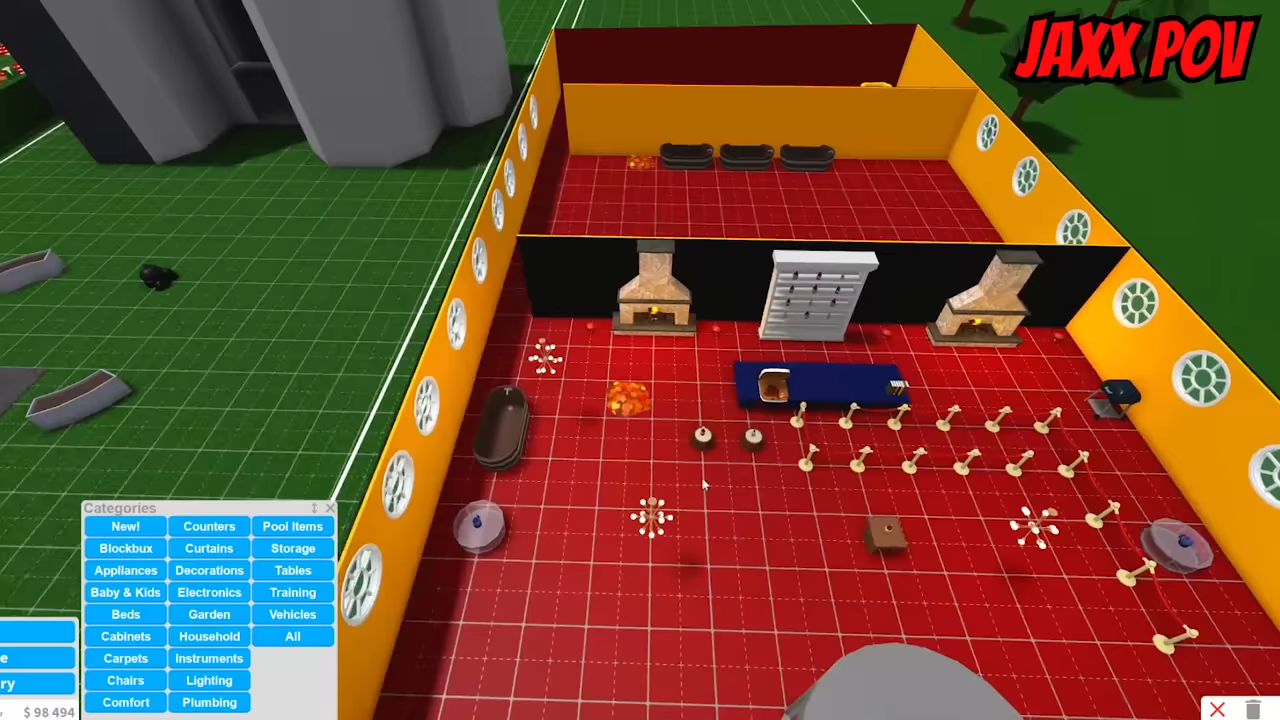 JAXX POV
Categories
New!
Counters
Pool Items
Blockbux
Curtains
Storage
Appliances
Decorations
Tables
Baby & Kids
Electronics
Training
Beds
Garden
Vehicles
Cabinets
Household
All
Carpets
Instruments
Chairs
Lighting
Comfort
Plumbing
e
ry
$ 98 494